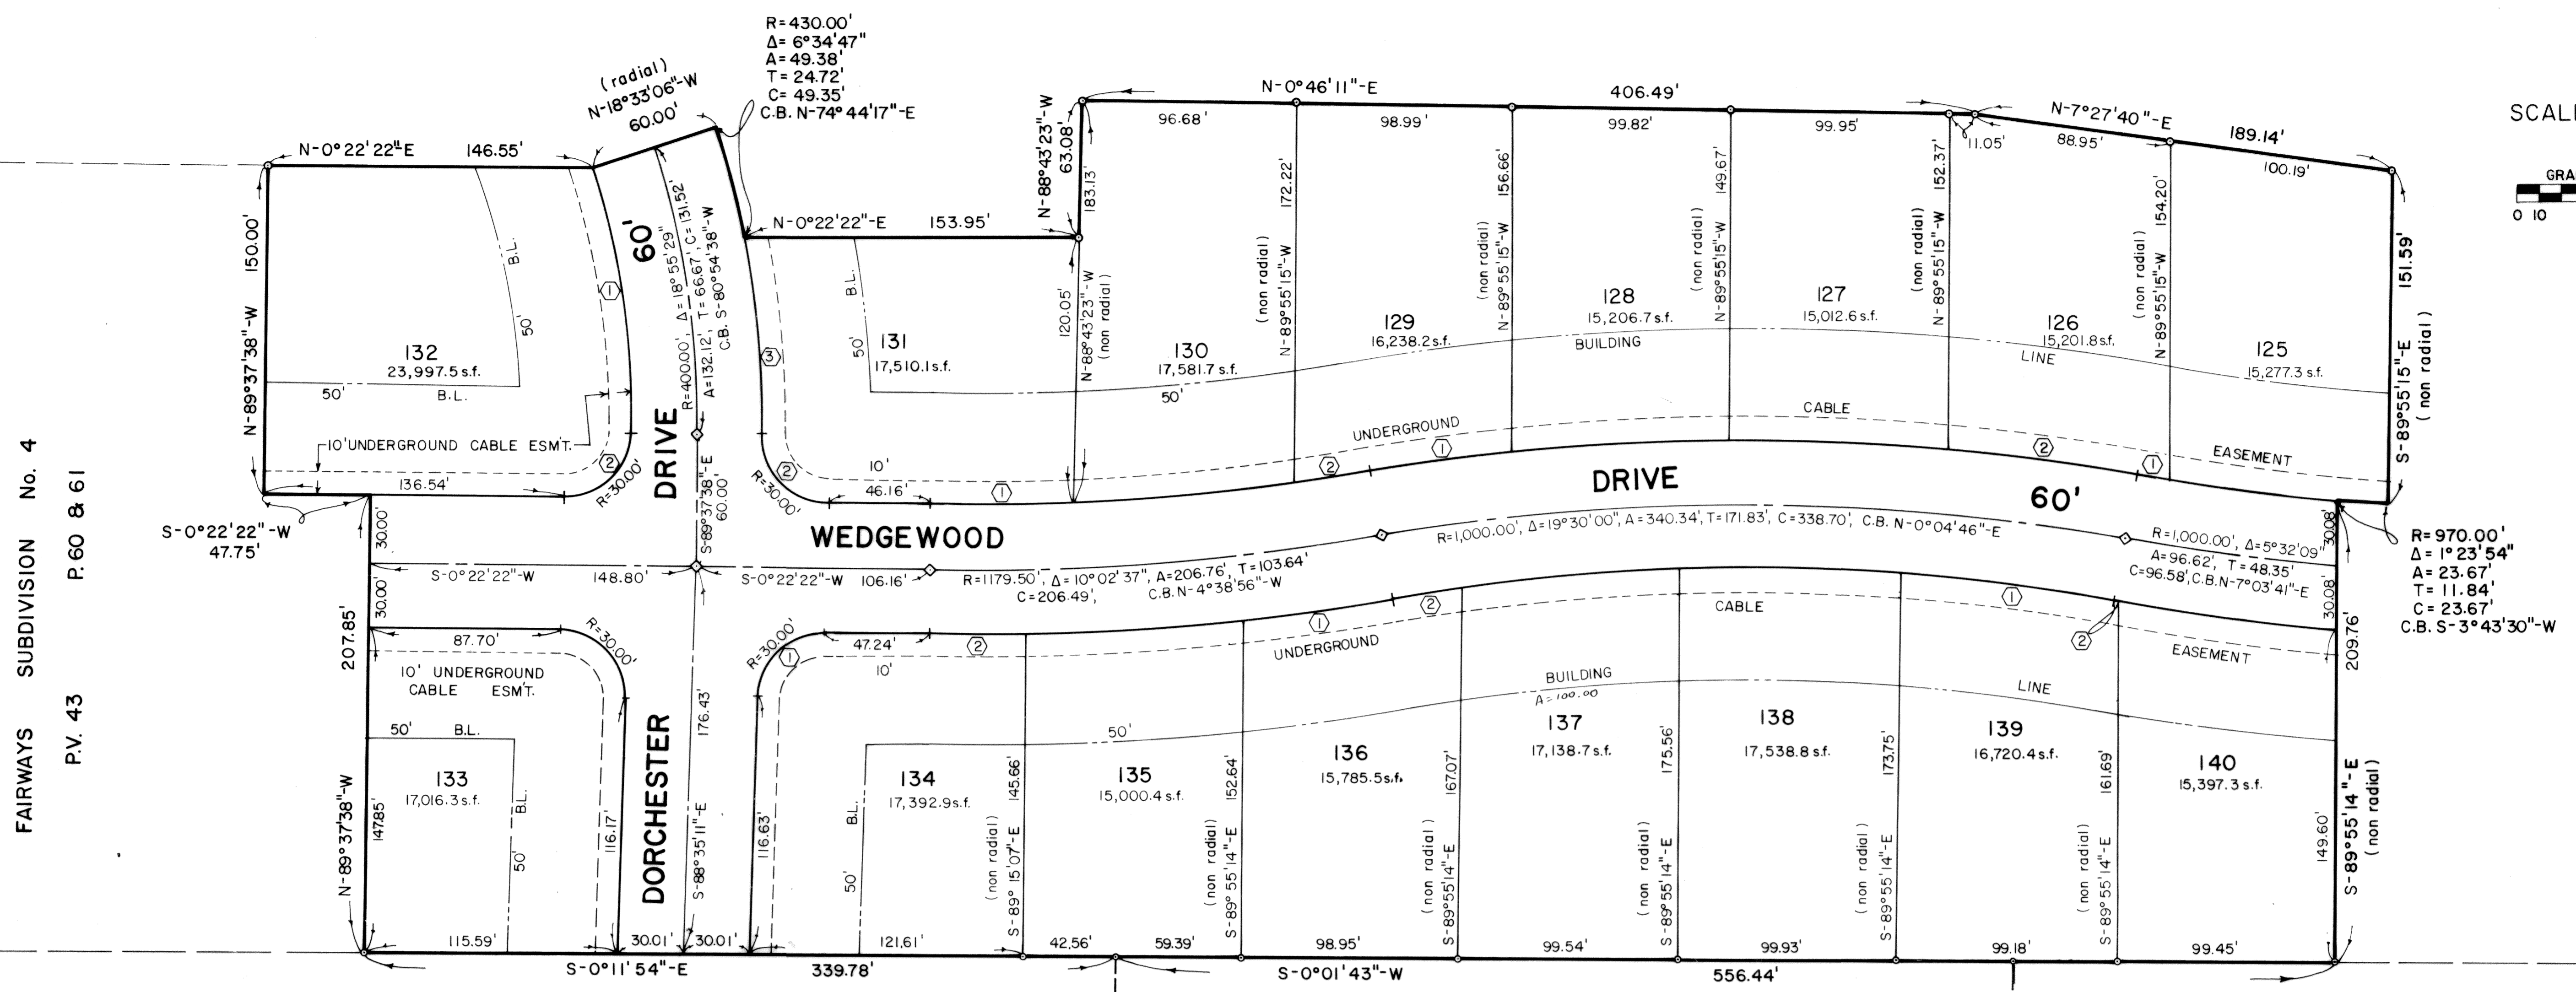 R=430.00'
Δ= 6°34'47"
A=49.38'
T=24.72'
C=49.35'
C.B. N-74°44'17"-E
(radial)
N-18°33'06"-W
60.00'
N-0°22'22"-E 146.55'
N-89°37'38"-W 150.00'
B.L.
50'
132
23,997.5 s.f.
50' B.L.
10' UNDERGROUND CABLE ESM'T.
136.54'
R=30.00'
S-0°22'22"-W
47.75'
1
2
60'
DRIVE
R=400.00', Δ=18°55'29"
A=132.12', T=66.67', C=131.52'
C.B. S-80°54'38"-W
S-89°37'38"-E
60.00'
N-0°22'22"-E 153.95'
N-88°43'23"-W
63.08'
183.13'
120.05'
N-88°43'23"-W
(non radial)
B.L.
50'
131
17,510.1 s.f.
3
2
R=30.00'
10'
46.16'
1
N-0°46'11"-E 406.49'
96.68'
98.99'
99.82'
99.95'
11.05'
N-7°27'40"-E 189.14'
88.95'
100.19'
172.22'
N-89°55'15"-W
(non radial)
156.66'
N-89°55'15"-W
(non radial)
149.67'
N-89°55'15"-W
(non radial)
152.37'
N-89°55'15"-W
(non radial)
154.20'
N-89°55'15"-W
(non radial)
151.59'
S-89°55'15"-E
(non radial)
130
17,581.7 s.f.
50'
129
16,238.2 s.f.
128
15,206.7 s.f.
127
15,012.6 s.f.
126
15,201.8 s.f.
125
15,277.3 s.f.
BUILDING LINE
UNDERGROUND CABLE EASEMENT
2
1
2
1
SCALE
GRA
0 10
FAIRWAYS SUBDIVISION No. 4
P.V. 43 P. 60 & 61
WEDGEWOOD DRIVE 60'
30.00'
30.00'
S-0°22'22"-W 148.80'
S-0°22'22"-W 106.16'
R=1179.50', Δ=10°02'37", A=206.76', T=103.64'
C=206.49', C.B. N-4°38'56"-W
R=1,000.00', Δ=19°30'00", A=340.34', T=171.83', C=338.70', C.B. N-0°04'46"-E
R=1,000.00', Δ=5°32'09"
A=96.62', T=48.35'
C=96.58', C.B. N-7°03'41"-E
30.08'
30.08'
R=970.00'
Δ= 1°23'54"
A= 23.67'
T= 11.84'
C= 23.67'
C.B. S-3°43'30"-W
207.85'
N-89°37'38"-W
147.85'
87.70'
R=30.00'
10' UNDERGROUND
CABLE ESM'T.
50' B.L.
133
17,016.3 s.f.
B.L.
50'
116.17'
115.59'
DORCHESTER
176.43'
S-88°35'11"-E
116.63'
30.01'
30.01'
R=30.00'
1
47.24'
10'
2
134
17,392.9 s.f.
B.L.
50'
121.61'
S-0°11'54"-E 339.78'
145.66'
S-89°15'07"-E
(non radial)
50'
135
15,000.4 s.f.
42.56'
59.39'
152.64'
S-89°55'14"-E
(non radial)
136
15,785.5 s.f.
98.95'
167.07'
S-89°55'14"-E
(non radial)
137
17,138.7 s.f.
99.54'
175.56'
S-89°55'14"-E
(non radial)
138
17,538.8 s.f.
99.93'
173.75'
S-89°55'14"-E
(non radial)
139
16,720.4 s.f.
99.18'
161.69'
S-89°55'14"-E
(non radial)
140
15,397.3 s.f.
99.45'
149.60'
209.76'
S-89°55'14"-E
(non radial)
1
2
1
2
UNDERGROUND CABLE EASEMENT
BUILDING LINE
A=100.00
S-0°01'43"-W 556.44'